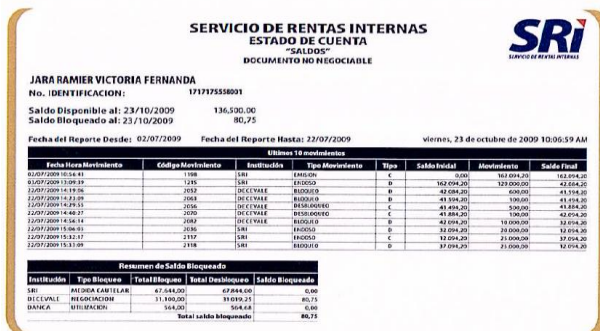 SERVICIO DE RENTAS INTERNAS
ESTADO DE CUENTA
"SALDOS"
DOCUMENTO NO NEGOCIABLE
SRi
SERVICIO DE RENTAS INTERNAS
JARA RAMIER VICTORIA FERNANDA
No. IDENTIFICACION: 1717175558001
Saldo Disponible al: 23/10/2009 136,500.00
Saldo Bloqueado al: 23/10/2009 80,75
Fecha del Reporte Desde: 02/07/2009 Fecha del Reporte Hasta: 22/07/2009 viernes, 23 de octubre de 2009 10:06:59 AM
Ultimos 10 movimientos
Fecha Hora Movimiento Código Movimiento Institución Tipo Movimiento Tipo Saldo Inicial Movimiento Saldo Final
02/07/2009 10:56:41 1198 SRI EMISION C 0,00 162.094,20 162.094,20
03/07/2009 13:09:39 1215 SRI ENDOSO D 162.094,20 120.000,00 42.084,20
22/07/2009 14:19:06 2052 DECEVALE BLOQUEO D 42.084,20 600,00 41.594,20
22/07/2009 14:23:09 2063 DECEVALE BLOQUEO D 41.594,20 100,00 41.494,20
22/07/2009 14:29:55 2056 DECEVALE DESBLOQUEO C 41.494,20 500,00 41.884,20
22/07/2009 14:40:27 2070 DECEVALE DESBLOQUEO C 41.884,20 100,00 42.094,20
22/07/2009 14:56:14 2082 DECEVALE BLOQUEO D 42.094,20 10.000,00 32.094,20
22/07/2009 15:06:03 2036 SRI ENDOSO D 32.094,20 20.000,00 12.094,20
22/07/2009 15:32:17 2117 SRI ENDOSO C 12.094,20 25.000,00 37.094,20
22/07/2009 15:33:09 2118 SRI BLOQUEO D 37.094,20 25.000,00 12.094,20
Resumen de Saldo Bloqueado
Institución Tipo Bloqueo Total Bloqueo Total Desbloqueo Saldo Bloqueado
SRI MEDIDA CAUTELAR 67.644,00 67.644,00 0,00
DECEVALE NEGOCIACION 31.100,00 31.019,25 80,75
BANCA UTILIZACION 564,00 564,68 0,00
Total saldo bloqueado 80,75